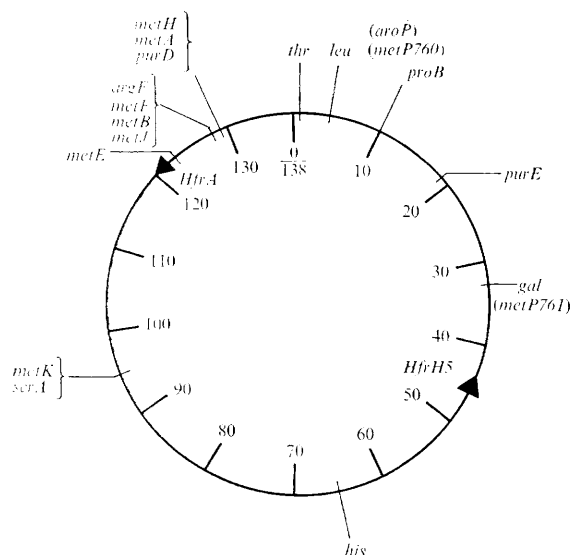 metH
metA
purD
thr
leu
(aroP)
(metP760)
proB
argF
metF
metB
metJ
metE
HfrA
120
130
0
138
10
purE
20
30
gal
(metP761)
40
HfrH5
50
60
his
70
80
90
metK
serA
100
110